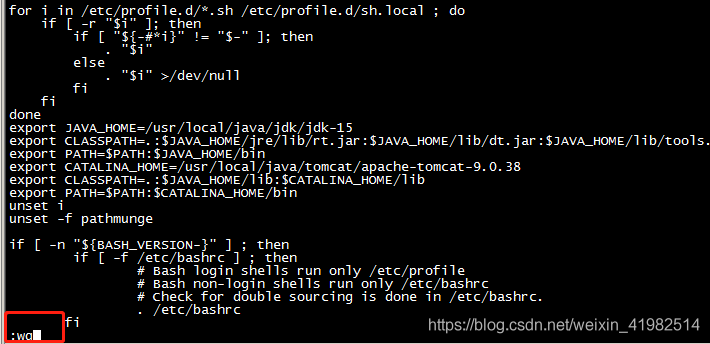 for i in /etc/profile.d/*.sh /etc/profile.d/sh.local ; do
    if [ -r "$i" ]; then
        if [ "${-#*i}" != "$-" ]; then
            . "$i"
        else
            . "$i" >/dev/null
        fi
    fi
done
export JAVA_HOME=/usr/local/java/jdk/jdk-15
export CLASSPATH=.:$JAVA_HOME/jre/lib/rt.jar:$JAVA_HOME/lib/dt.jar:$JAVA_HOME/lib/tools.
export PATH=$PATH:$JAVA_HOME/bin
export CATALINA_HOME=/usr/local/java/tomcat/apache-tomcat-9.0.38
export CLASSPATH=.:$JAVA_HOME/lib:$CATALINA_HOME/lib
export PATH=$PATH:$CATALINA_HOME/bin
unset i
unset -f pathmunge

if [ -n "${BASH_VERSION-}" ] ; then
        if [ -f /etc/bashrc ] ; then
                # Bash login shells run only /etc/profile
                # Bash non-login shells run only /etc/bashrc
                # Check for double sourcing is done in /etc/bashrc.
                . /etc/bashrc
       fi
:wq
https://blog.csdn.net/weixin_41982514